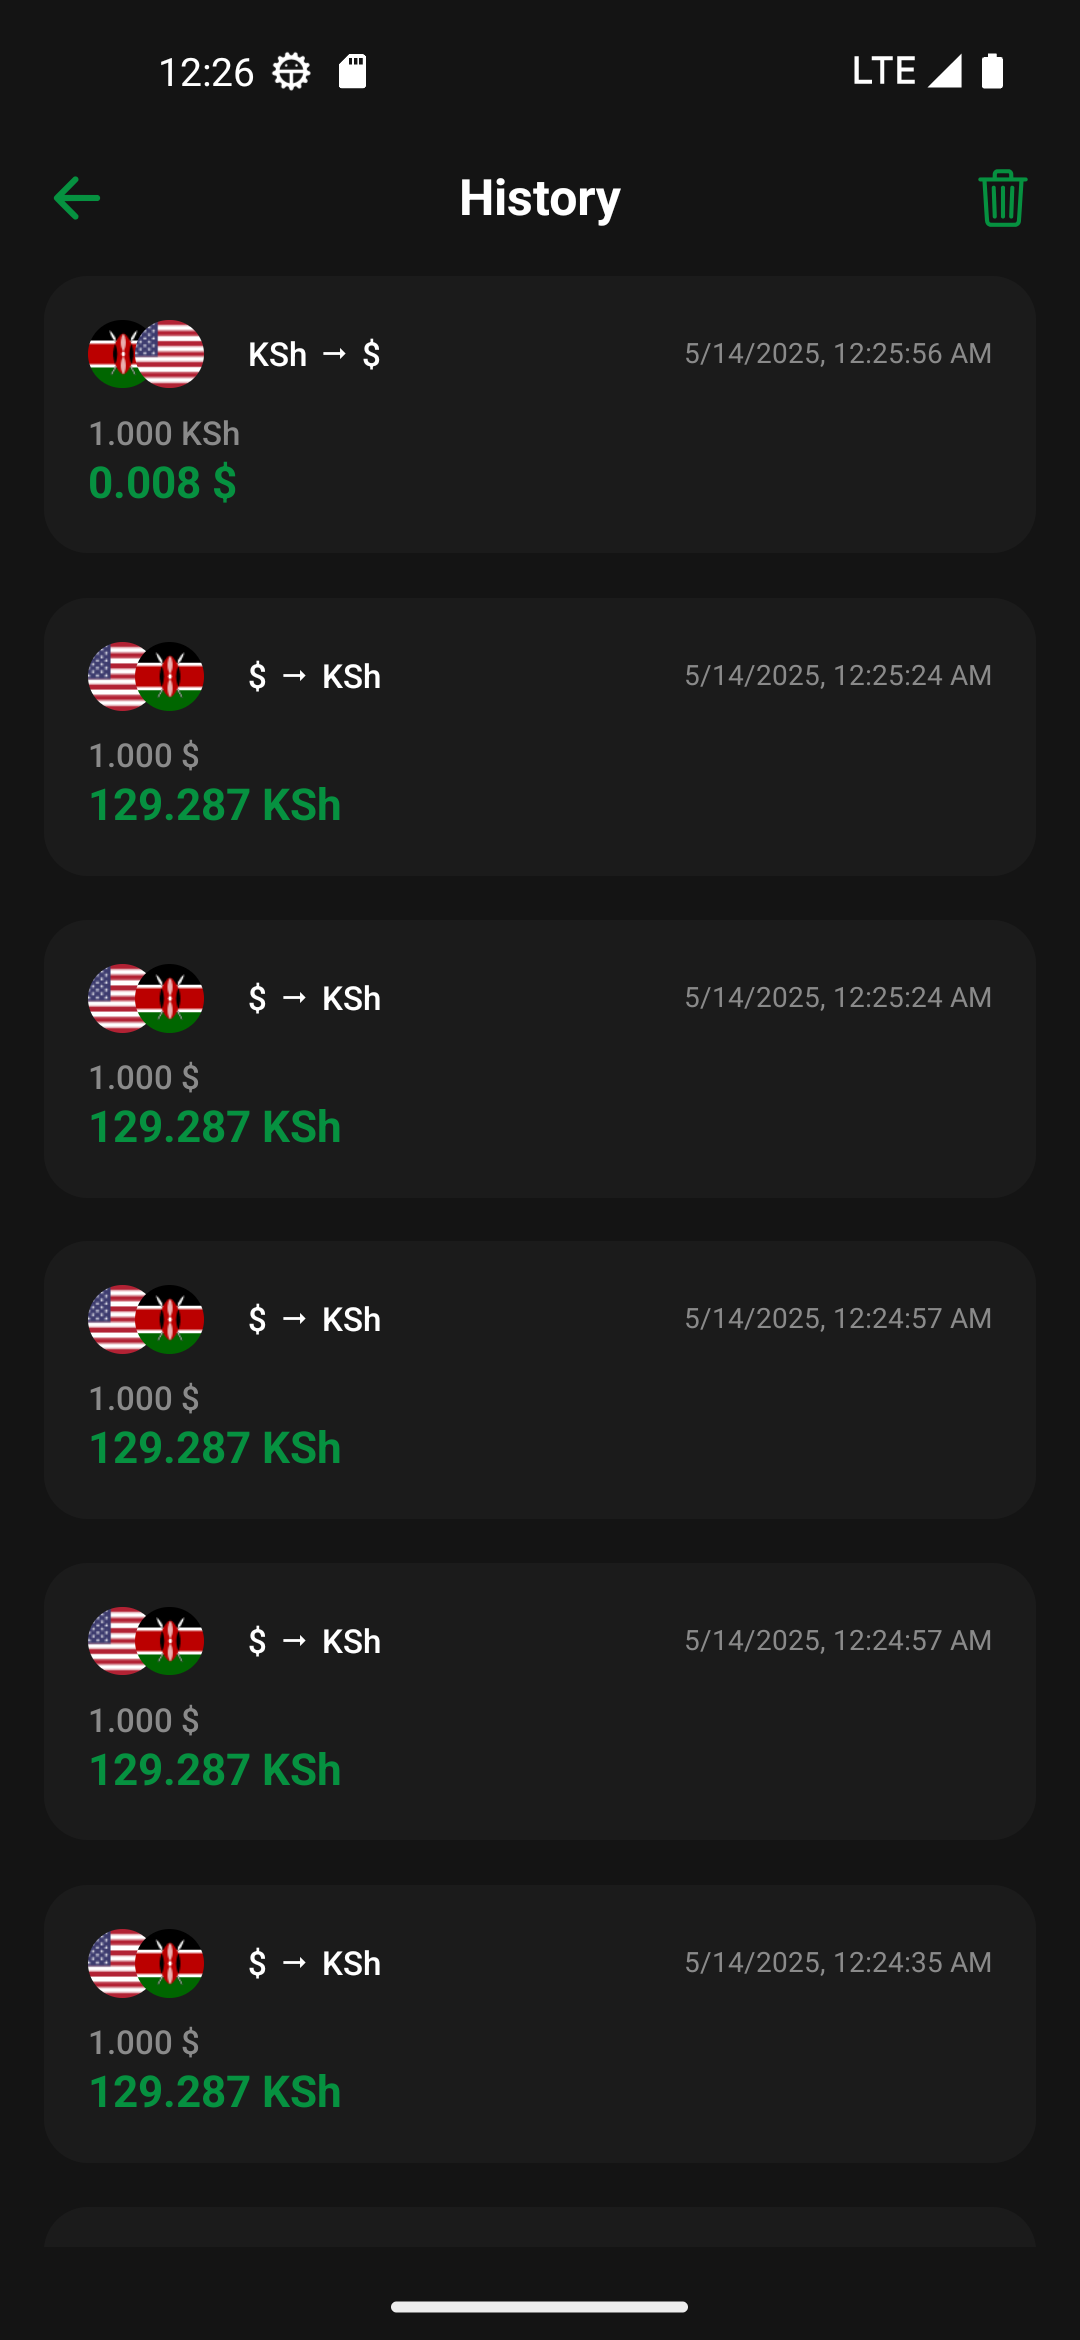 12:26 LTE
History
KSh → $ 5/14/2025, 12:25:56 AM
1.000 KSh
0.008 $
$ → KSh 5/14/2025, 12:25:24 AM
1.000 $
129.287 KSh
$ → KSh 5/14/2025, 12:25:24 AM
1.000 $
129.287 KSh
$ → KSh 5/14/2025, 12:24:57 AM
1.000 $
129.287 KSh
$ → KSh 5/14/2025, 12:24:57 AM
1.000 $
129.287 KSh
$ → KSh 5/14/2025, 12:24:35 AM
1.000 $
129.287 KSh